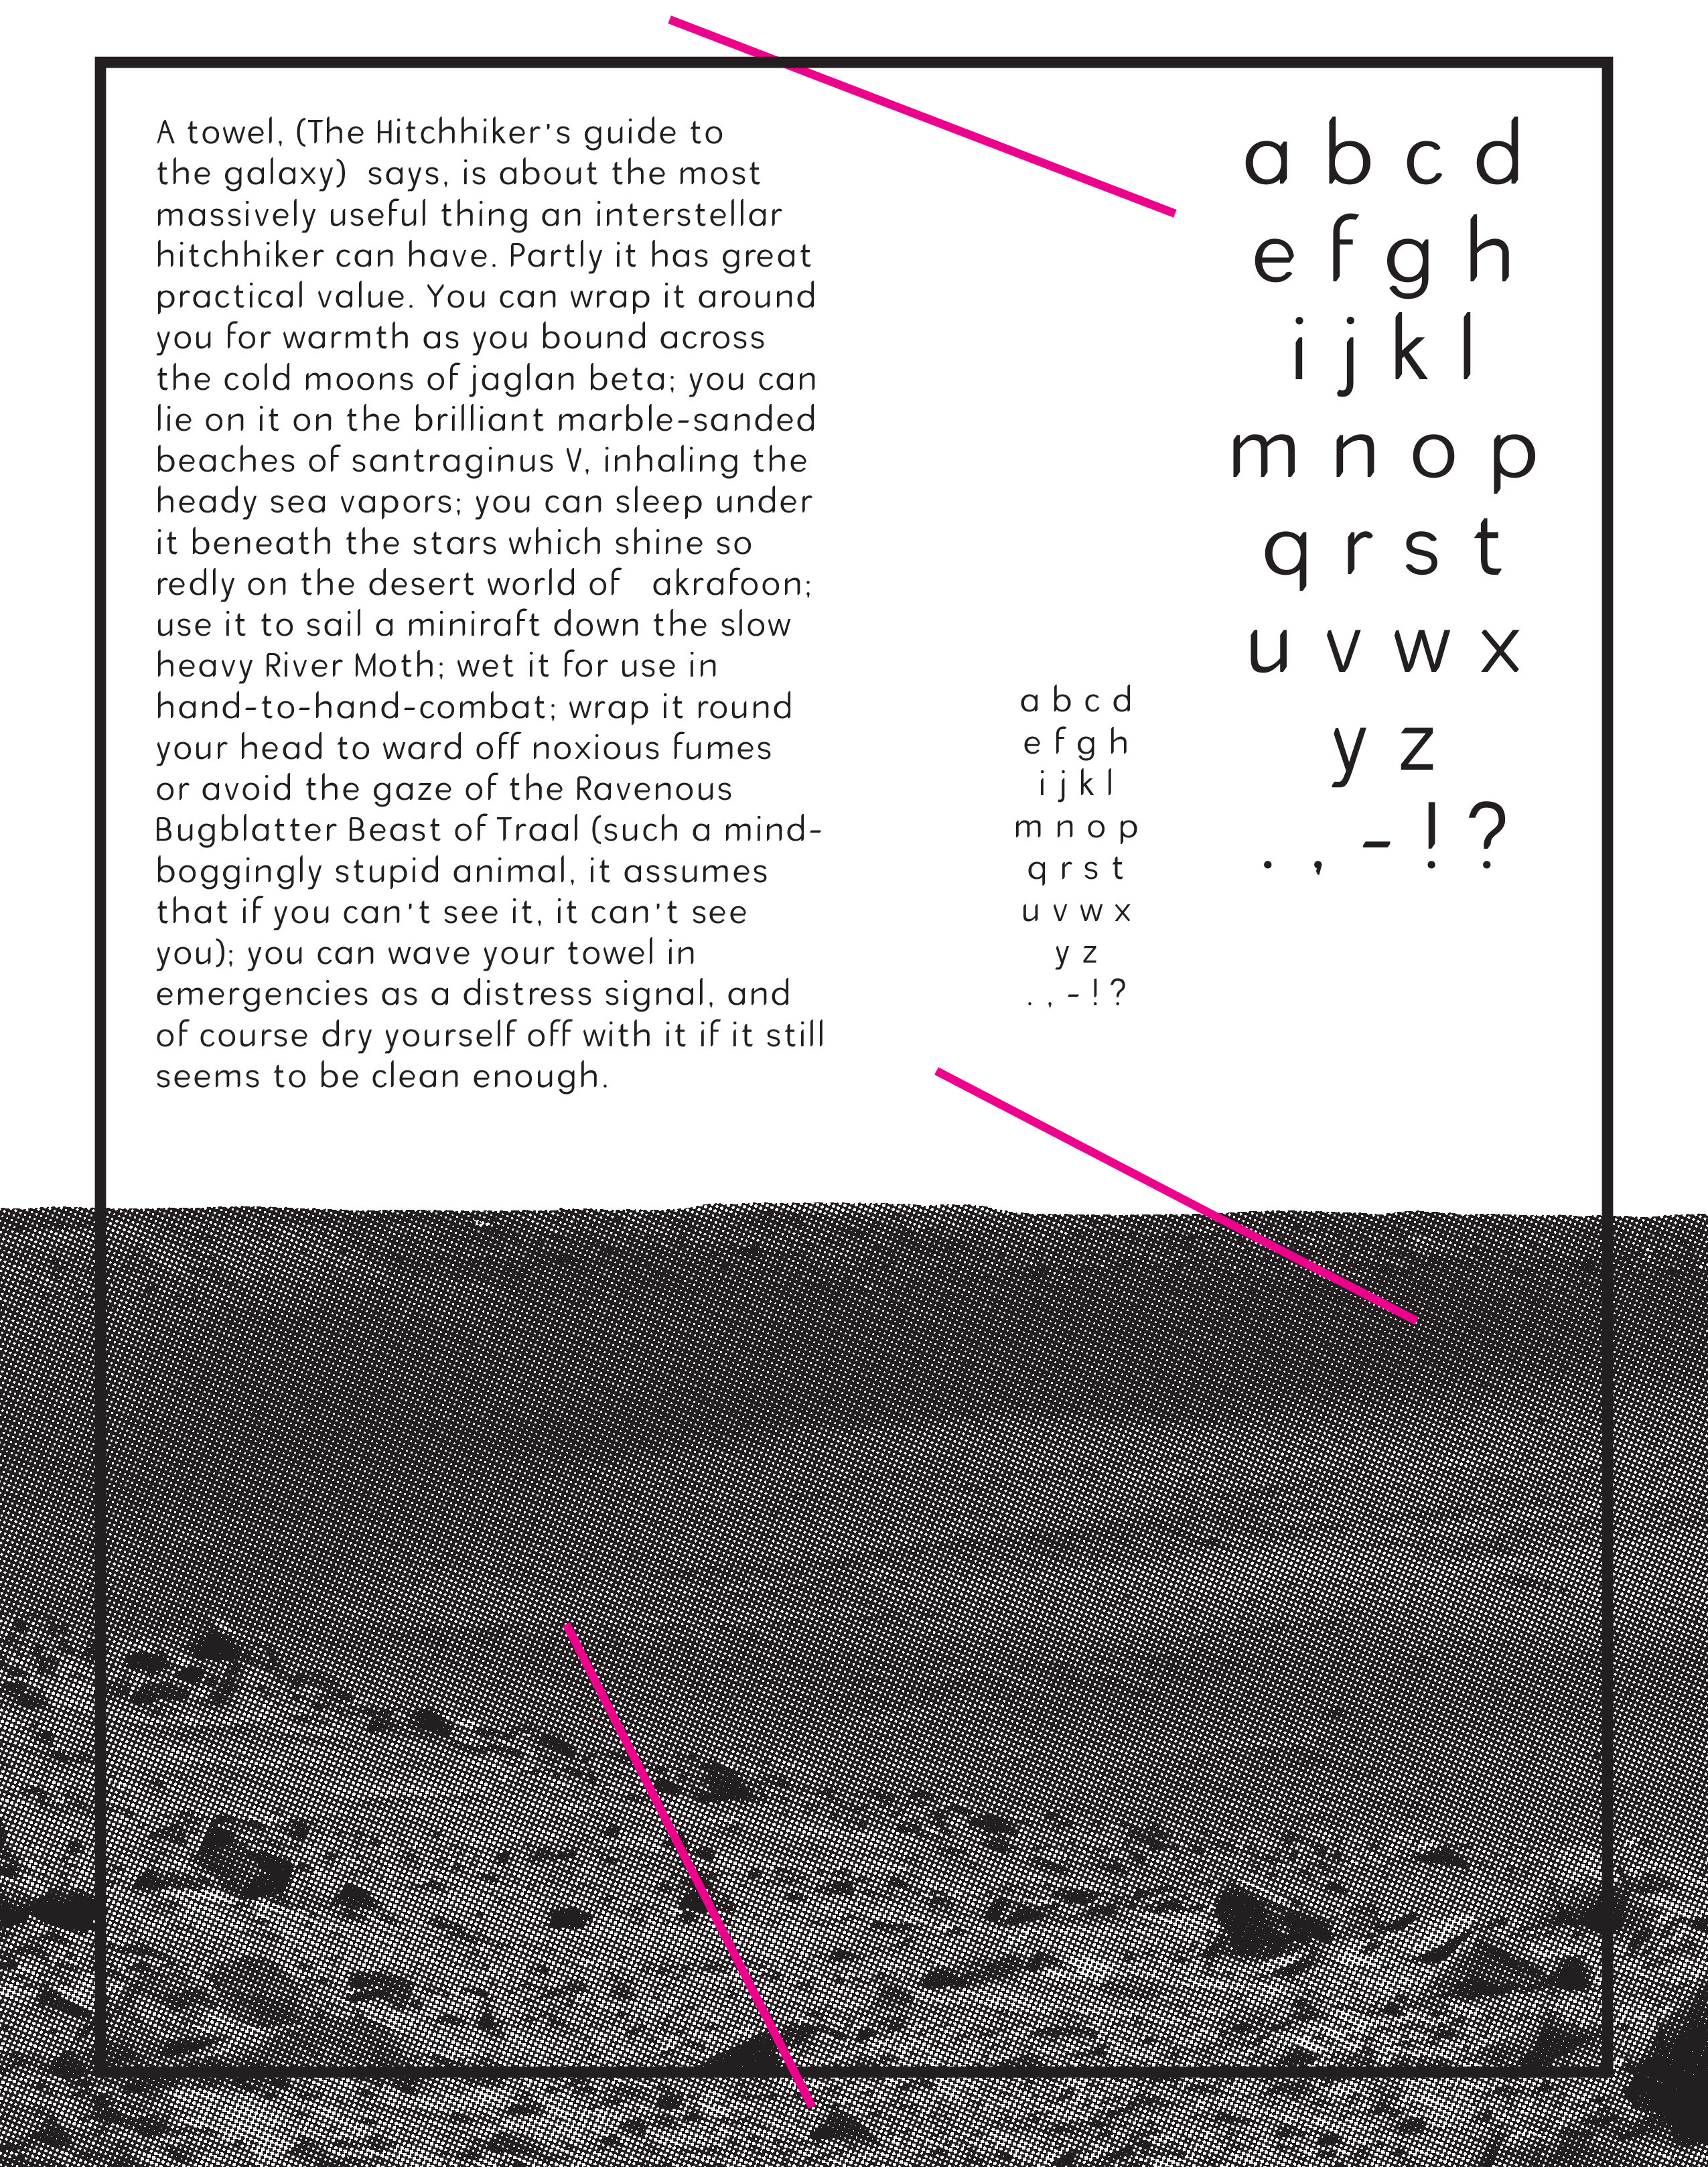 A towel, (The Hitchhiker's guide to
the galaxy)  says, is about the most
massively useful thing an interstellar
hitchhiker can have. Partly it has great
practical value. You can wrap it around
you for warmth as you bound across
the cold moons of jaglan beta; you can
lie on it on the brilliant marble-sanded
beaches of santraginus V, inhaling the
heady sea vapors; you can sleep under
it beneath the stars which shine so
redly on the desert world of   akrafoon;
use it to sail a miniraft down the slow
heavy River Moth; wet it for use in
hand-to-hand-combat; wrap it round
your head to ward off noxious fumes
or avoid the gaze of the Ravenous
Bugblatter Beast of Traal (such a mind-
boggingly stupid animal, it assumes
that if you can't see it, it can't see
you); you can wave your towel in
emergencies as a distress signal, and
of course dry yourself off with it if it still
seems to be clean enough.
a b c d
e f g h
i j k l
m n o p
q r s t
u v w x
y z
. , - ! ?
a b c d
e f g h
i j k l
m n o p
q r s t
u v w x
y z
. , - ! ?